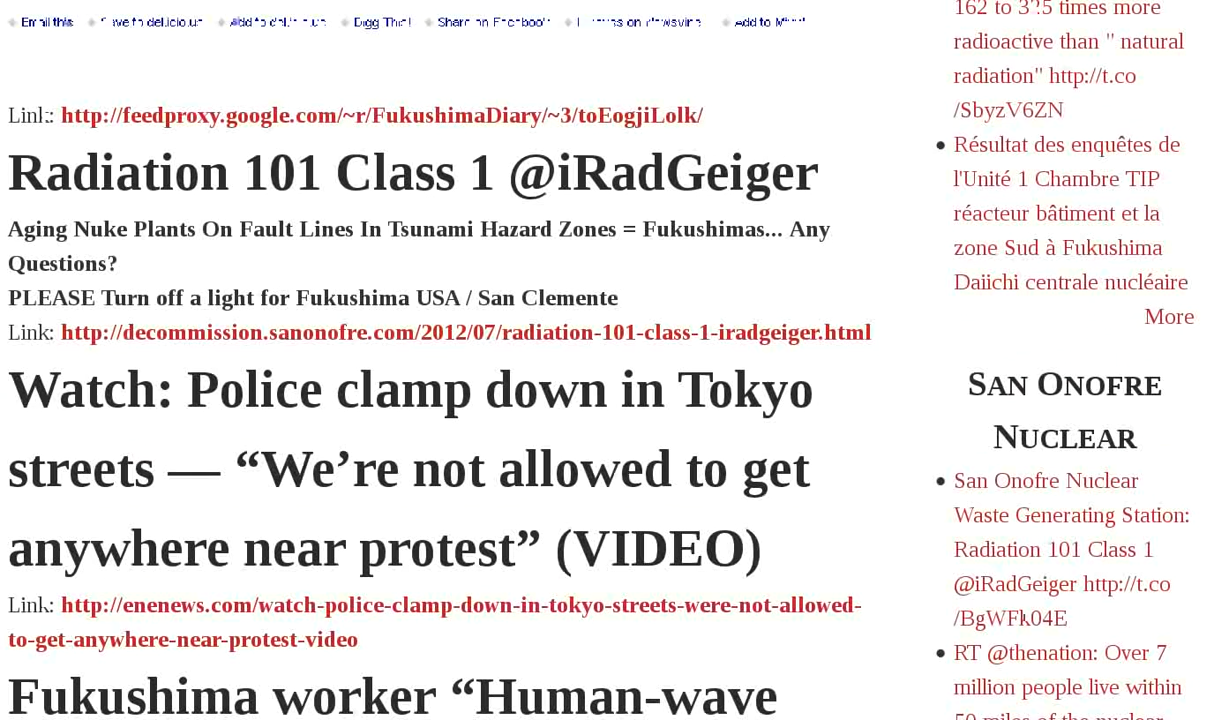 Email this Save to del.icio.us Add to del.icio.us Digg This! Share on Facebook Discuss on Newsvine Add to Mixx!
Link: http://feedproxy.google.com/~r/FukushimaDiary/~3/toEogjiLolk/
Radiation 101 Class 1 @iRadGeiger
Aging Nuke Plants On Fault Lines In Tsunami Hazard Zones = Fukushimas... Any
Questions?
PLEASE Turn off a light for Fukushima USA / San Clemente
Link: http://decommission.sanonofre.com/2012/07/radiation-101-class-1-iradgeiger.html
Watch: Police clamp down in Tokyo
streets — “We’re not allowed to get
anywhere near protest” (VIDEO)
Link: http://enenews.com/watch-police-clamp-down-in-tokyo-streets-were-not-allowed-
to-get-anywhere-near-protest-video
Fukushima worker “Human-wave
162 to 325 times more
radioactive than " natural
radiation" http://t.co
/SbyzV6ZN
Résultat des enquêtes de
l'Unité 1 Chambre TIP
réacteur bâtiment et la
zone Sud à Fukushima
Daiichi centrale nucléaire
More
San Onofre
Nuclear
San Onofre Nuclear
Waste Generating Station:
Radiation 101 Class 1
@iRadGeiger http://t.co
/BgWFk04E
RT @thenation: Over 7
million people live within
50 miles of the nuclear